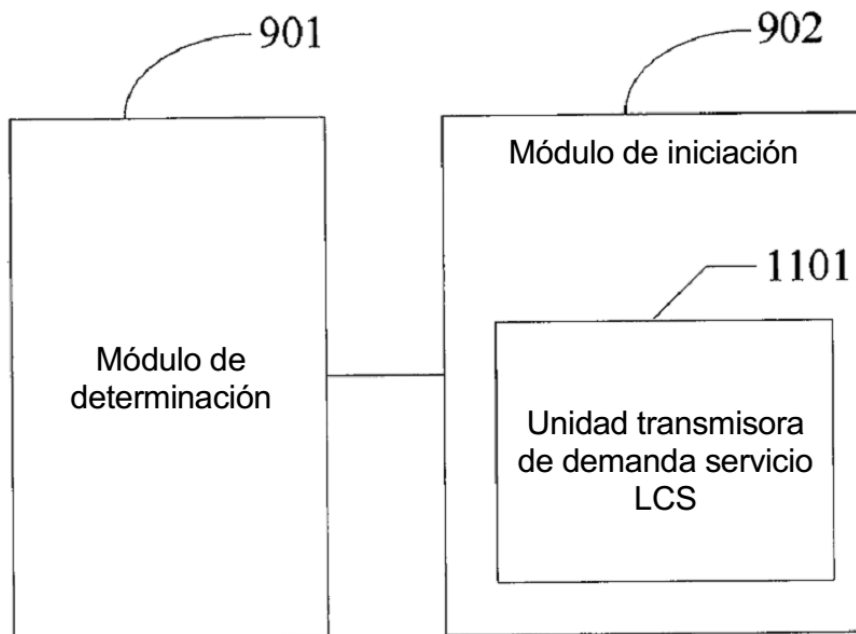 901
902
Módulo de iniciación
1101
Módulo de
determinación
Unidad transmisora
de demanda servicio
LCS